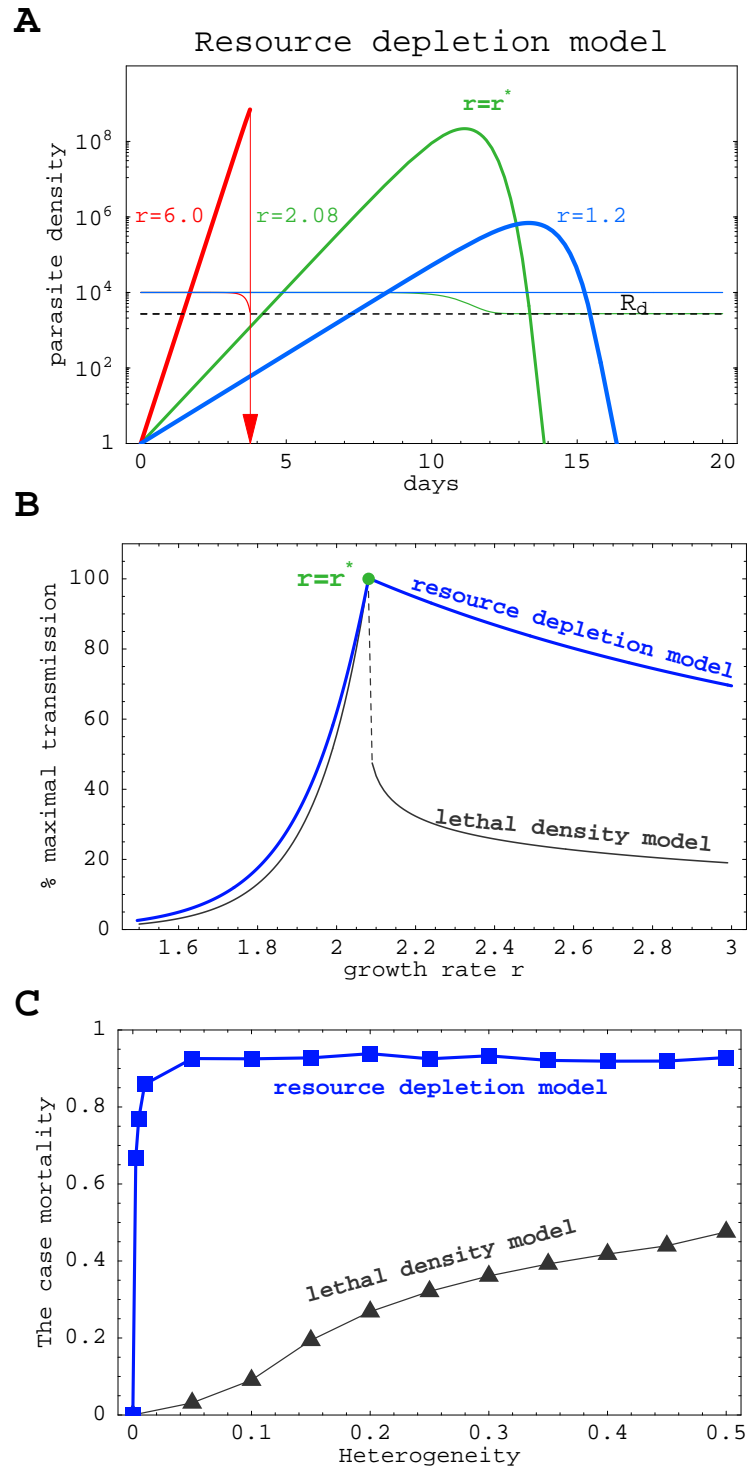 A
Resource depletion model
r=r*
10^8
10^6
10^4
10^2
1
r=6.0
r=2.08
r=1.2
R_d
parasite density
0
5
10
15
20
days
B
r=r*
resource depletion model
lethal density model
100
80
60
40
20
0
% maximal transmission
1.6
1.8
2
2.2
2.4
2.6
2.8
3
growth rate r
C
1
0.8
0.6
0.4
0.2
0
resource depletion model
lethal density model
The case mortality
0
0.1
0.2
0.3
0.4
0.5
Heterogeneity